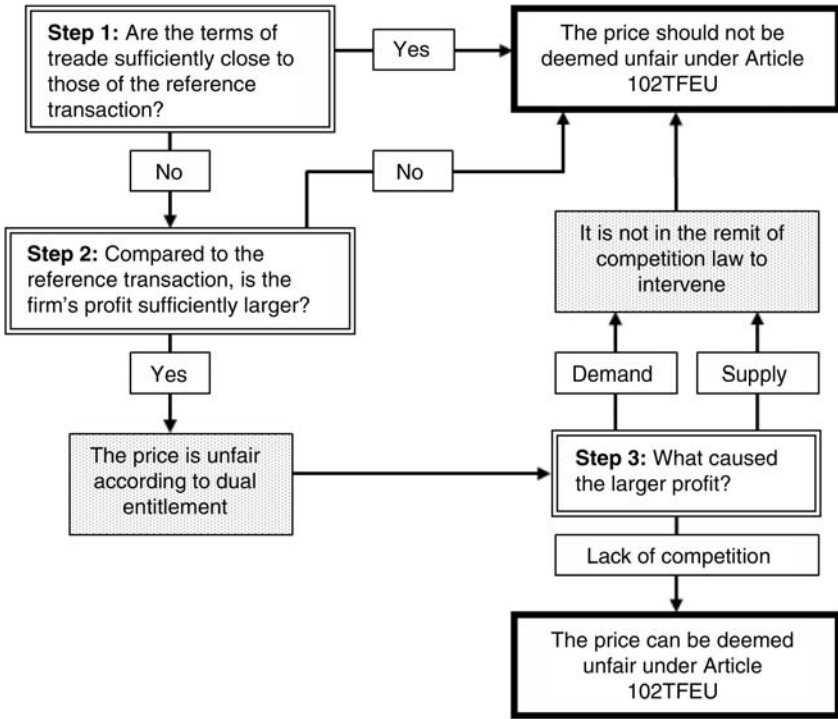 Step 1: Are the terms of
treade sufficiently close to
those of the reference
transaction?
Yes
The price should not be
deemed unfair under Article
102TFEU
No
No
Step 2: Compared to the
reference transaction, is the
firm's profit sufficiently larger?
It is not in the remit of
competition law to
intervene
Yes
Demand
Supply
The price is unfair
according to dual
entitlement
Step 3: What caused
the larger profit?
Lack of competition
The price can be deemed
unfair under Article
102TFEU